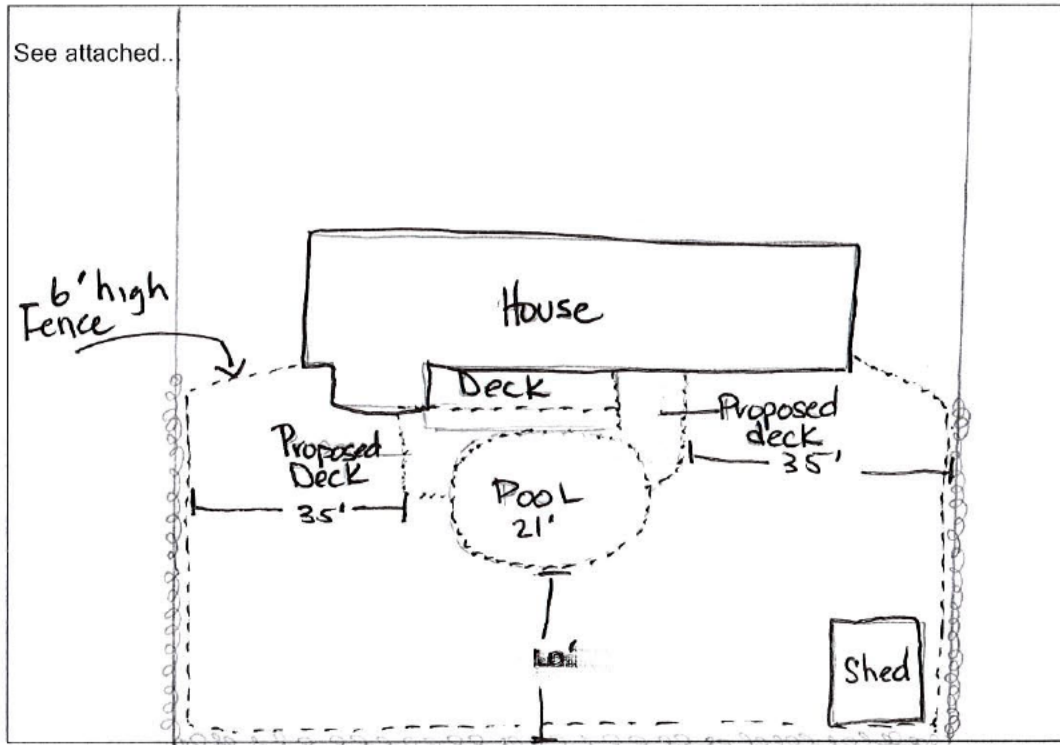 See attached...
6' high
Fence
House
Deck
Proposed
deck
35'
Proposed
Deck
35'
POOL
21'
Shed